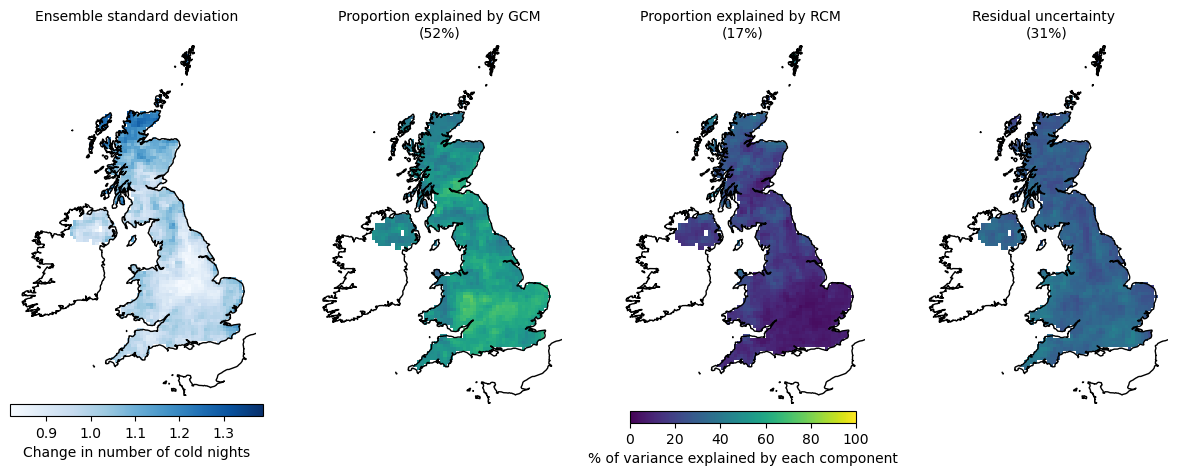 Ensemble standard deviation
Proportion explained by GCM
(52%)
Proportion explained by RCM
(17%)
Residual uncertainty
(31%)
0.9 1.0 1.1 1.2 1.3
Change in number of cold nights
0 20 40 60 80 100
% of variance explained by each component